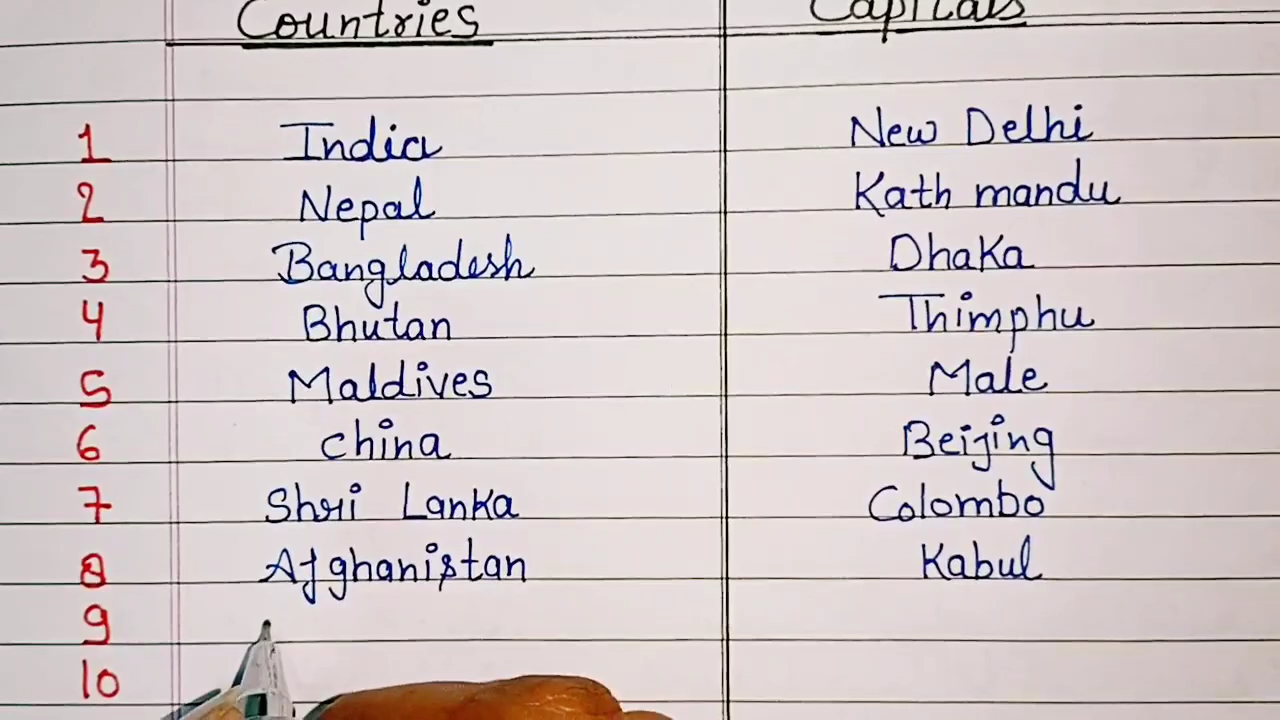 Countries Capitals
1 India New Delhi
2 Nepal Kath mandu
3 Bangladesh Dhaka
4 Bhutan Thimphu
5 Maldives Male
6 China Beijing
7 Shri Lanka Colombo
8 Afghanistan Kabul
9
10